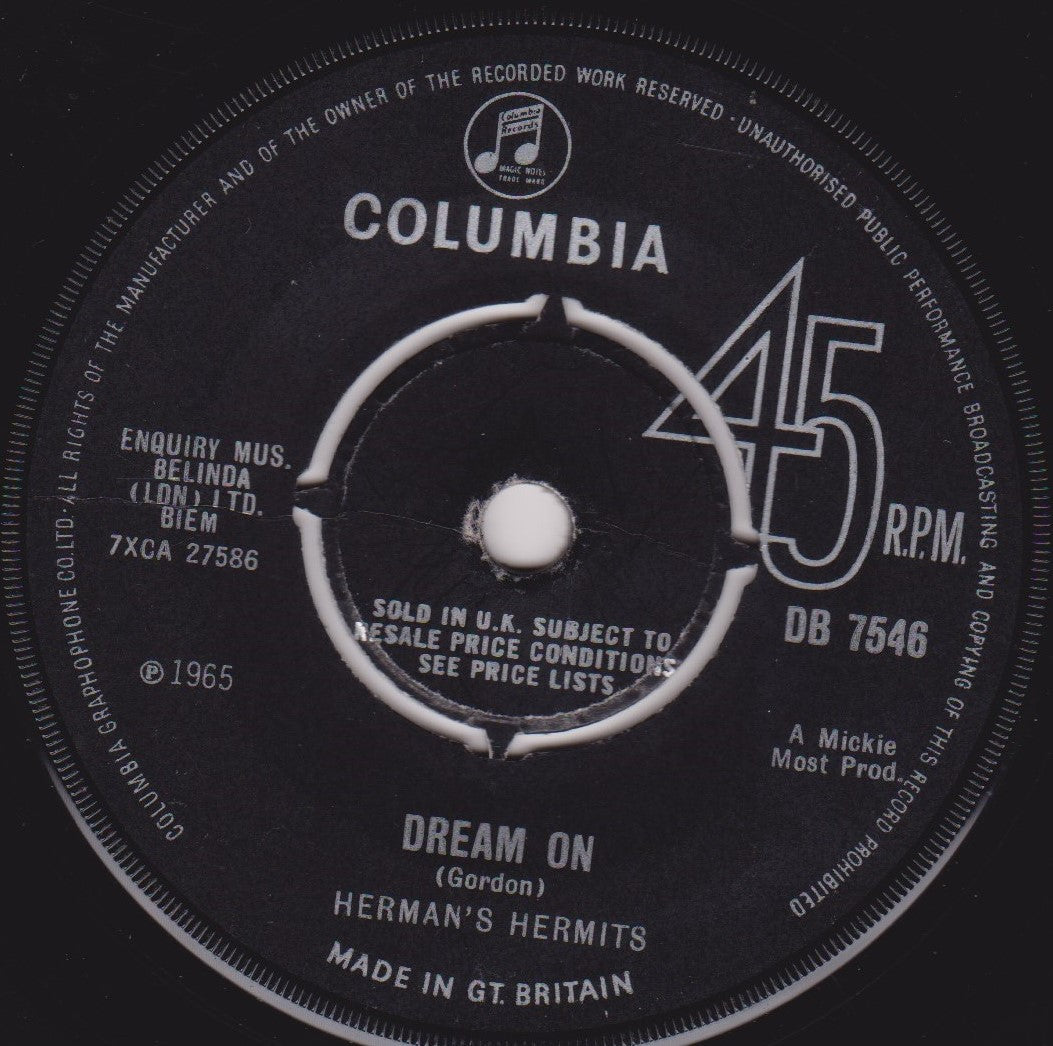 COLUMBIA GRAPHOPHONE CO.LTD. ALL RIGHTS OF THE MANUFACTURER AND OF THE OWNER OF THE RECORDED WORK RESERVED · UNAUTHORISED PUBLIC PERFORMANCE BROADCASTING AND COPYING OF THIS RECORD PROHIBITED
Columbia
Records
MAGIC NOTES
TRADE MARK
COLUMBIA
45
R.P.M.
ENQUIRY MUS.
BELINDA
(LDN) LTD.
BIEM
7XCA 27586
SOLD IN U.K. SUBJECT TO
RESALE PRICE CONDITIONS
SEE PRICE LISTS
DB 7546
℗ 1965
A Mickie
Most Prod.
DREAM ON
(Gordon)
HERMAN'S HERMITS
MADE IN GT. BRITAIN